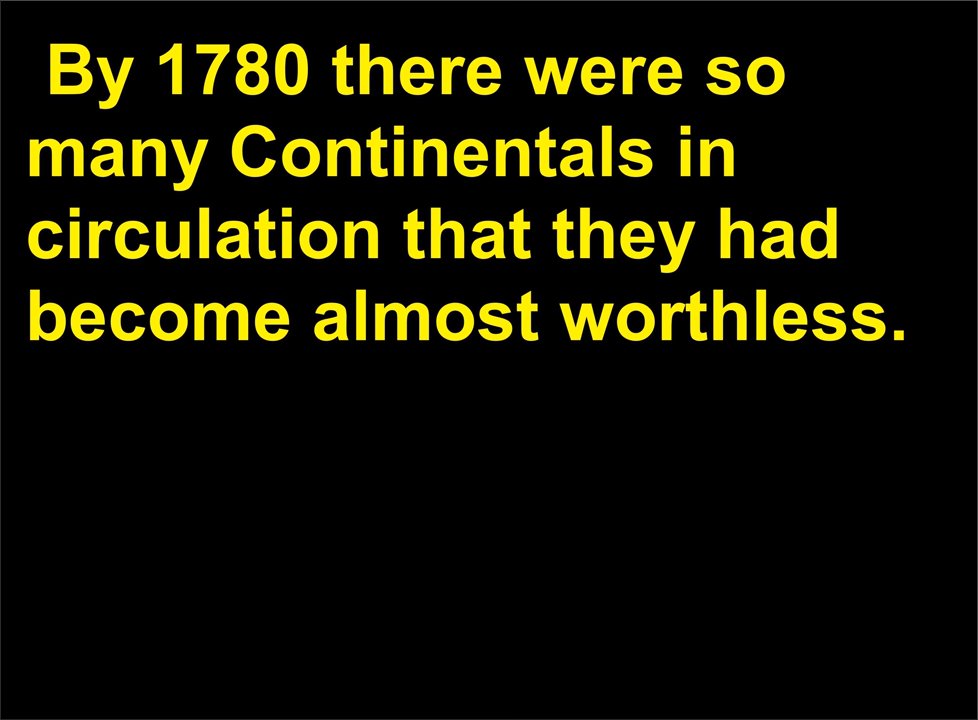 By 1780 there were so
many Continentals in
circulation that they had
become almost worthless.